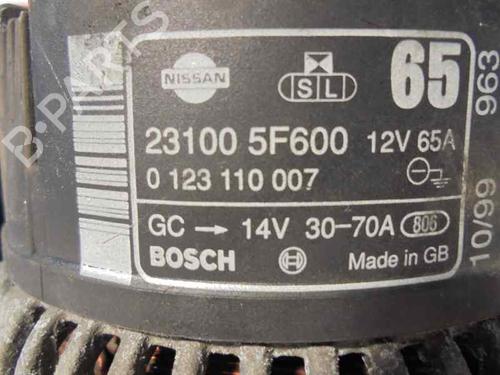 NISSAN
S L
65
23100 5F600 12V 65A
0 123 110 007
GC → 14V 30-70A 806
BOSCH Made in GB
10/99 963
B-PARTS